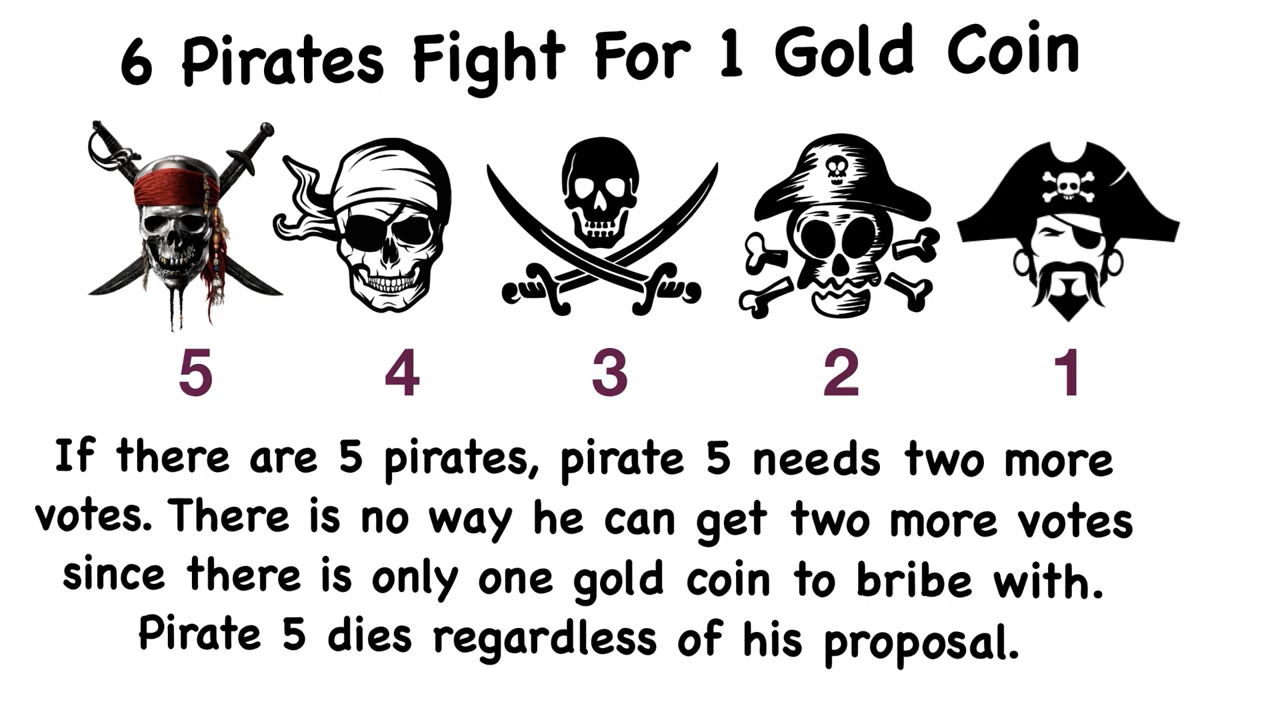 6 Pirates Fight For 1 Gold Coin
5 4 3 2 1
If there are 5 pirates, pirate 5 needs two more
votes. There is no way he can get two more votes
since there is only one gold coin to bribe with.
Pirate 5 dies regardless of his proposal.